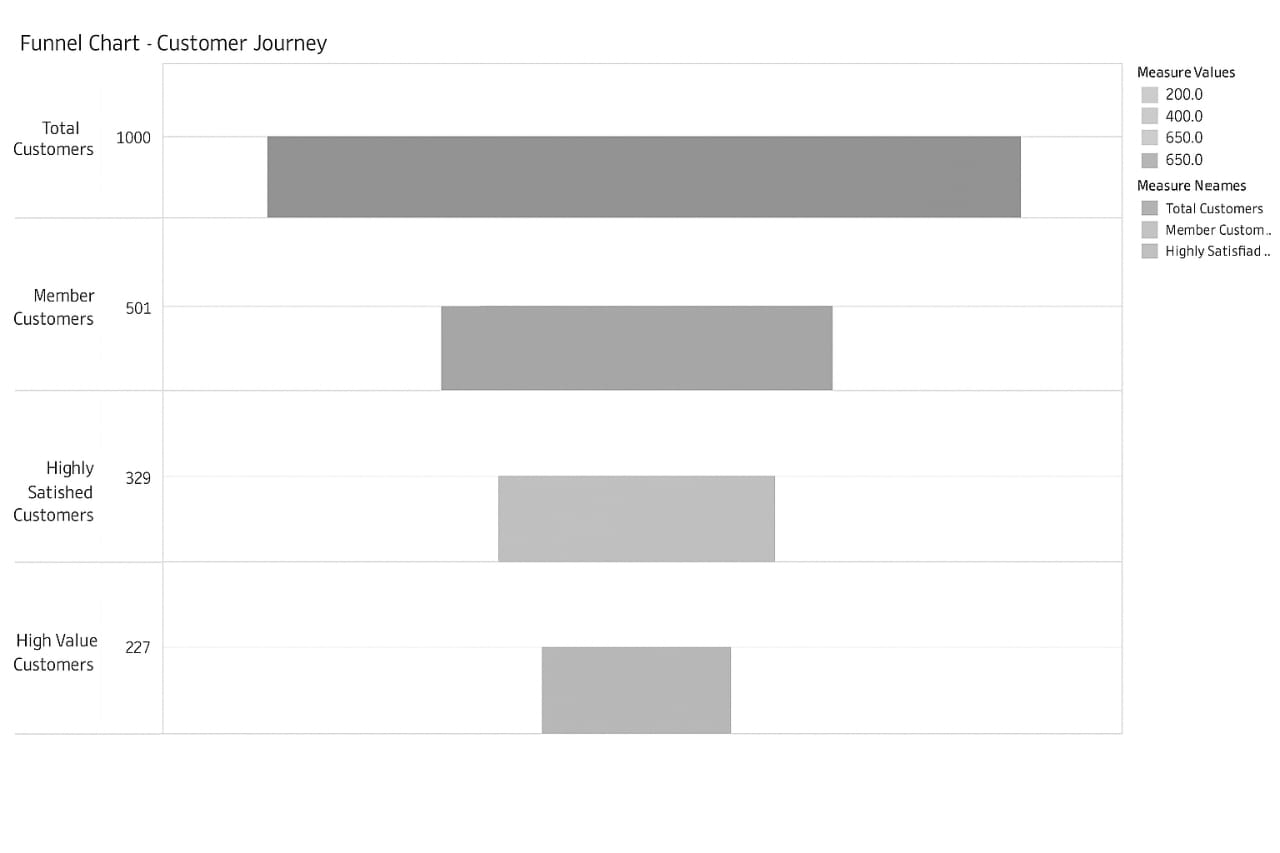 Funnel Chart - Customer Journey
Total
Customers
1000
Member
Customers
501
Highly
Satished
Customers
329
High Value
Customers
227
Measure Values
200.0
400.0
650.0
650.0
Measure Neames
Total Customers
Member Custom..
Highly Satisfiad ..